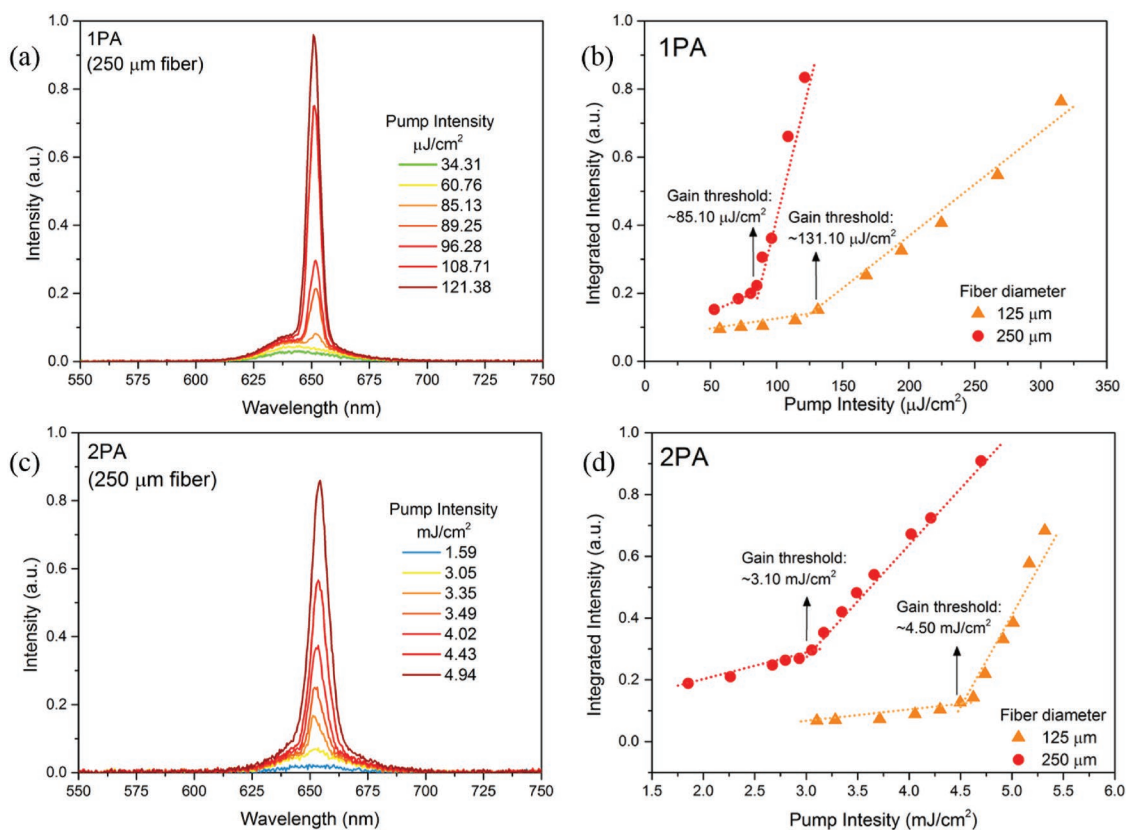 (a)
1PA
(250 μm fiber)
Pump Intensity
μJ/cm²
34.31
60.76
85.13
89.25
96.28
108.71
121.38
Intensity (a.u.)
1.0
0.8
0.6
0.4
0.2
0.0
550 575 600 625 650 675 700 725 750
Wavelength (nm)
(b)
1PA
Gain threshold:
~85.10 μJ/cm²
Gain threshold:
~131.10 μJ/cm²
Fiber diameter
125 μm
250 μm
Integrated Intensity (a.u.)
1.0
0.8
0.6
0.4
0.2
0.0
0 50 100 150 200 250 300 350
Pump Intesity (μJ/cm²)
(c)
2PA
(250 μm fiber)
Pump Intensity
mJ/cm²
1.59
3.05
3.35
3.49
4.02
4.43
4.94
Intensity (a.u.)
1.0
0.8
0.6
0.4
0.2
0.0
550 575 600 625 650 675 700 725 750
Wavelength (nm)
(d)
2PA
Gain threshold:
~3.10 mJ/cm²
Gain threshold:
~4.50 mJ/cm²
Fiber diameter
125 μm
250 μm
Integrated Intensity (a.u.)
1.0
0.8
0.6
0.4
0.2
0.0
1.5 2.0 2.5 3.0 3.5 4.0 4.5 5.0 5.5 6.0
Pump Intesity (mJ/cm²)